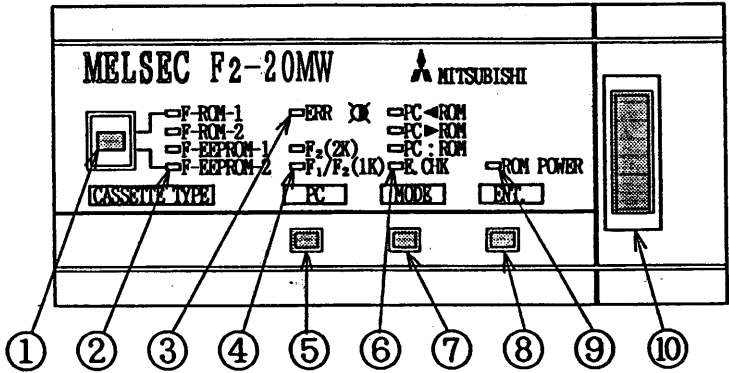 MELSEC F2-20MW
MITSUBISHI
F-ROM-1
F-ROM-2
F-EEPROM-1
F-EEPROM-2
CASSETTE TYPE
ERR
F₂(2K)
F₁/F₂(1K)
PC
PC◄ROM
PC►ROM
PC:ROM
E.CHK
MODE
ROM POWER
ENT.
① ② ③ ④ ⑤ ⑥ ⑦ ⑧ ⑨ ⑩